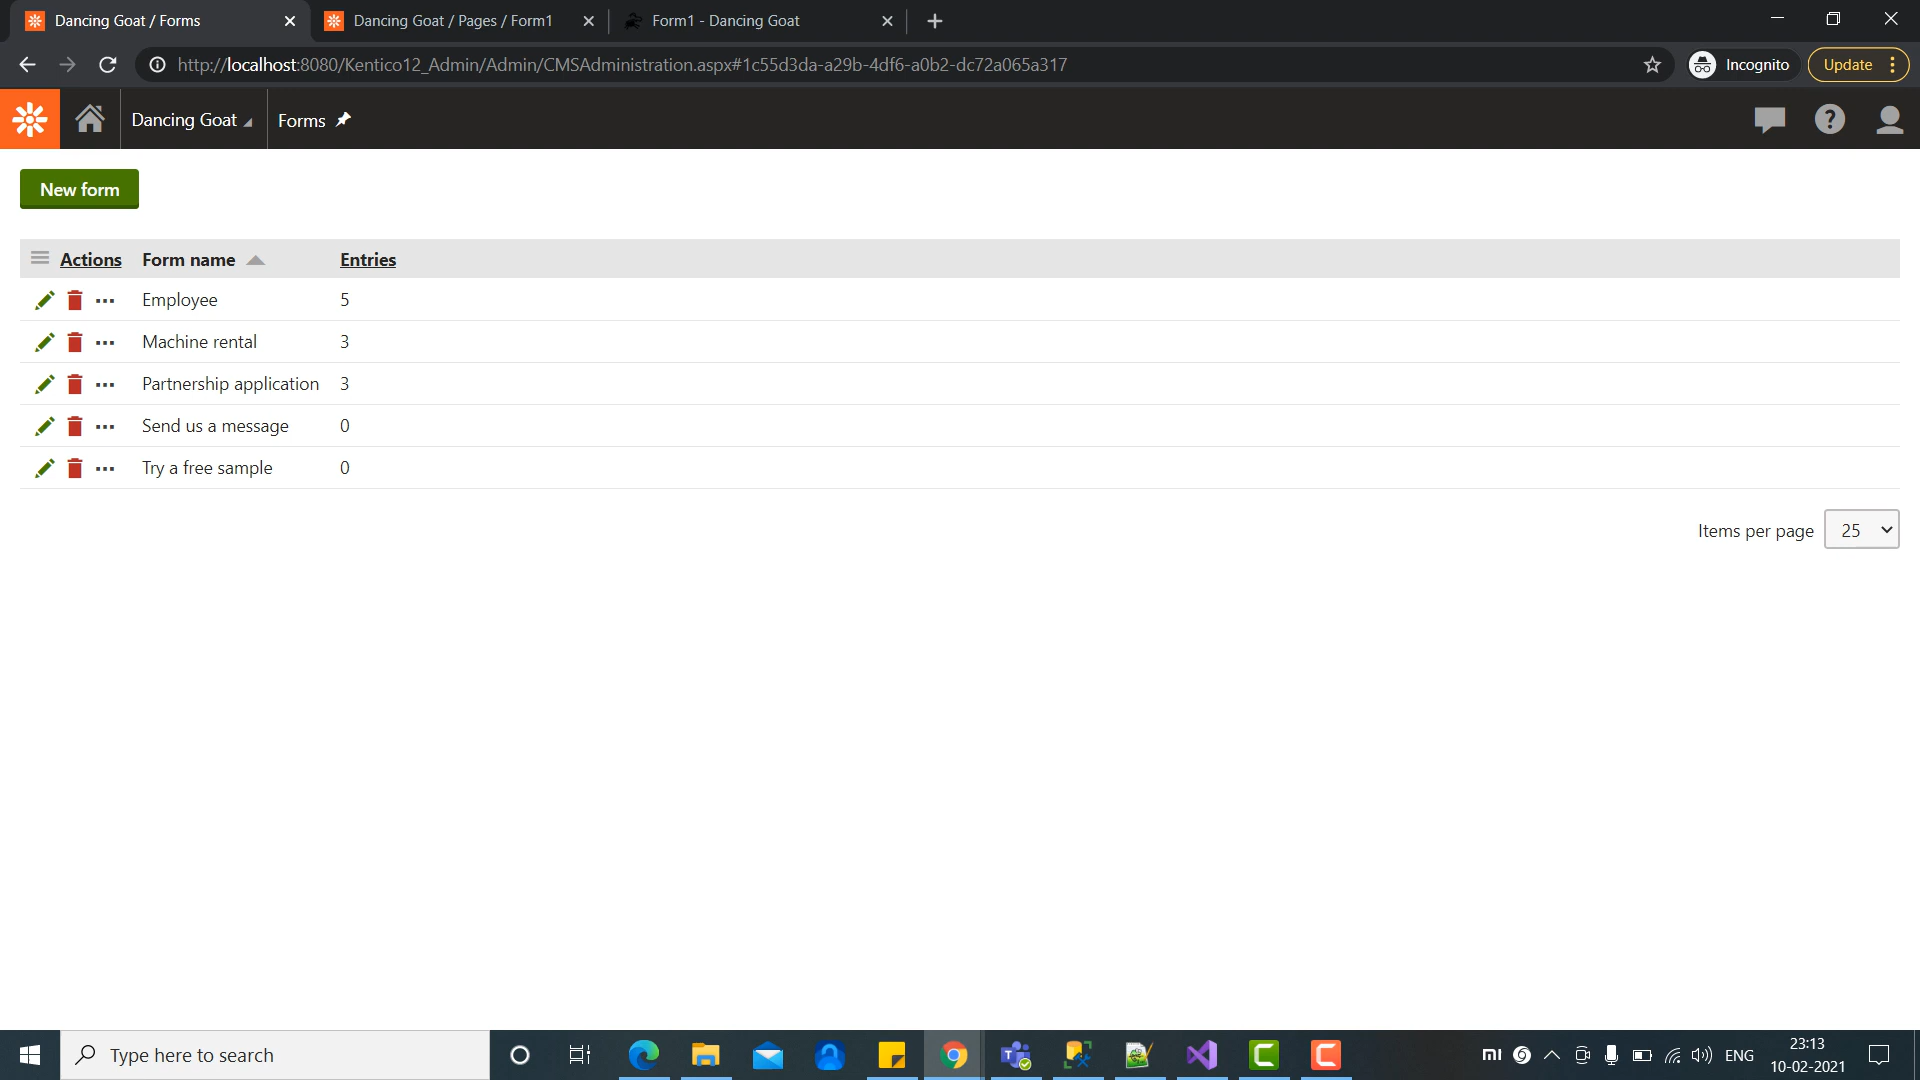 Dancing Goat / Forms
Dancing Goat / Pages / Form1
Form1 - Dancing Goat
http://localhost:8080/Kentico12_Admin/Admin/CMSAdministration.aspx#1c55d3da-a29b-4df6-a0b2-dc72a065a317
Incognito
Update
Dancing Goat
Forms
New form
Actions Form name Entries
Employee 5
Machine rental 3
Partnership application 3
Send us a message 0
Try a free sample 0
Items per page 25
Type here to search
ENG
23:13
10-02-2021